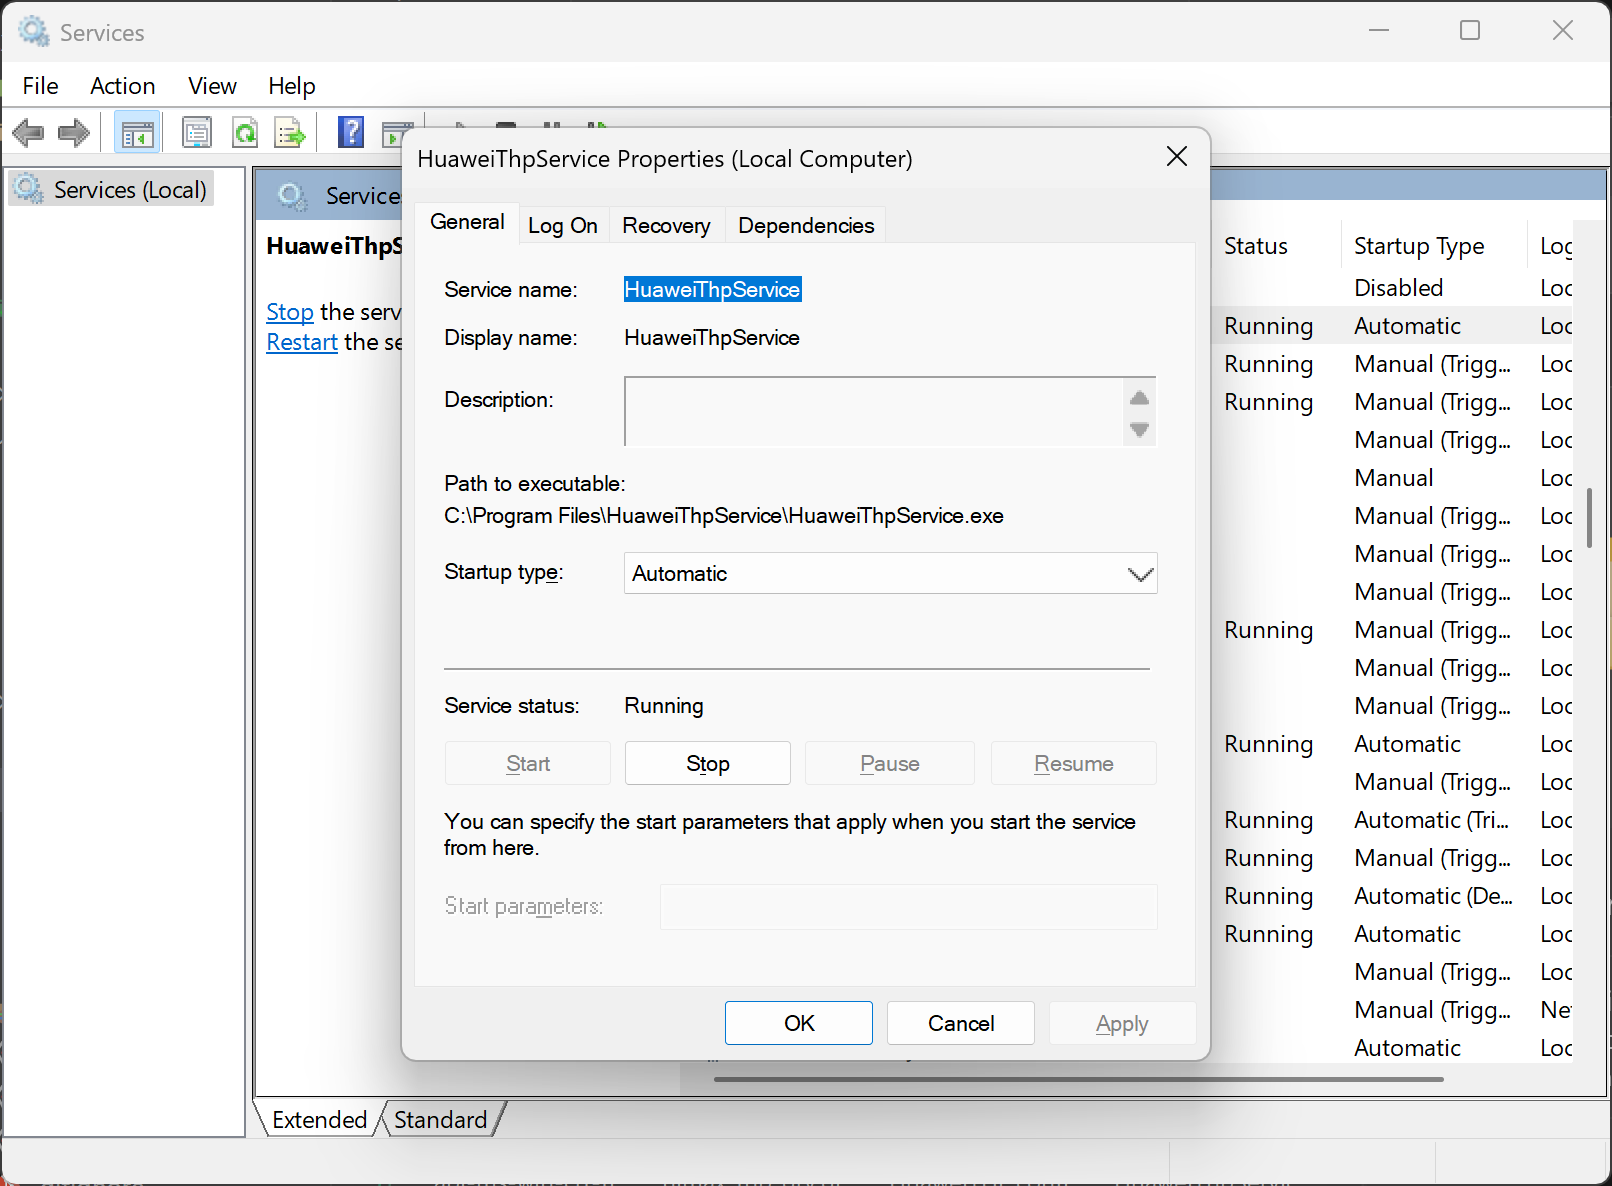 Services
File Action View Help
Services (Local)
Services
HuaweiThpS
Stop the serv
Restart the se
HuaweiThpService Properties (Local Computer)
General Log On Recovery Dependencies
Service name: HuaweiThpService
Display name: HuaweiThpService
Description:
Path to executable:
C:\Program Files\HuaweiThpService\HuaweiThpService.exe
Startup type: Automatic
Service status: Running
Start Stop Pause Resume
You can specify the start parameters that apply when you start the service
from here.
Start parameters:
OK Cancel Apply
Status Startup Type Log
Disabled Loc
Running Automatic Loc
Running Manual (Trigg... Loc
Running Manual (Trigg... Loc
Manual (Trigg... Loc
Manual Loc
Manual (Trigg... Loc
Manual (Trigg... Loc
Manual (Trigg... Loc
Running Manual (Trigg... Loc
Manual (Trigg... Loc
Manual (Trigg... Loc
Running Automatic Loc
Manual (Trigg... Loc
Running Automatic (Tri... Loc
Running Manual (Trigg... Loc
Running Automatic (De... Loc
Running Automatic Loc
Manual (Trigg... Loc
Manual (Trigg... Net
Automatic Loc
Extended Standard